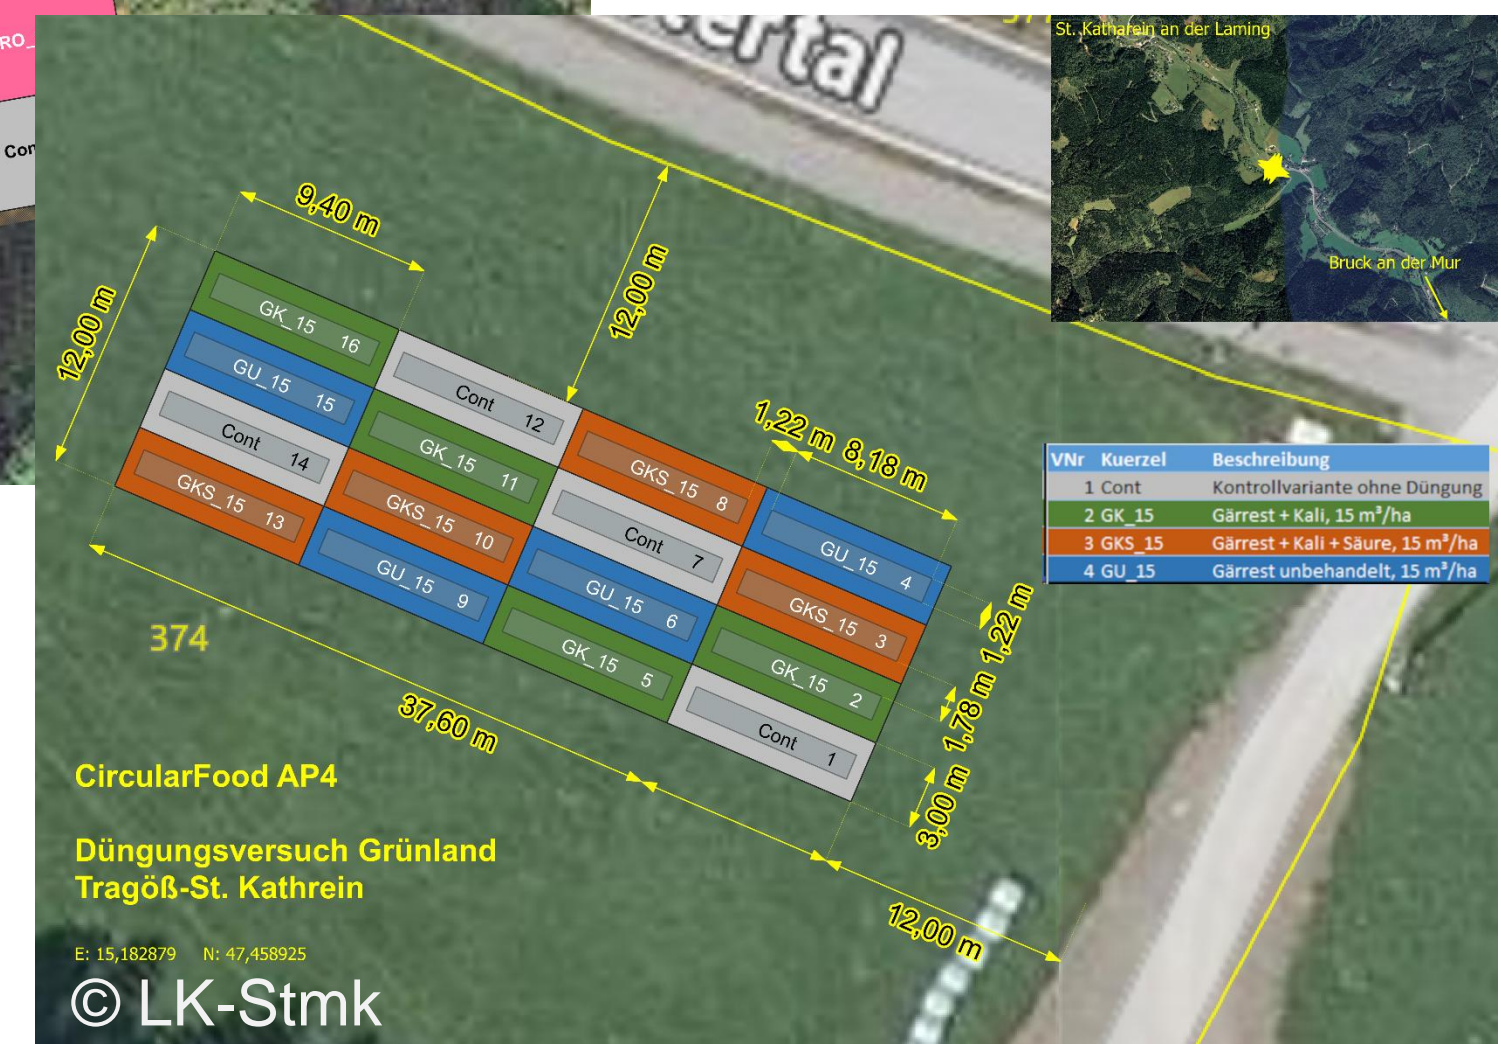 RO_
Con
ertal
St. Katharein an der Laming
Bruck an der Mur
9,40 m
12,00 m
12,00 m
1,22 m 8,18 m
GK_15 16
GU_15 15
Cont 14
GKS_15 13
Cont 12
GK_15 11
GKS_15 10
GU_15 9
GKS_15 8
Cont 7
GU_15 6
GK_15 5
GU_15 4
GKS_15 3
GK_15 2
Cont 1
VNr Kuerzel Beschreibung
1 Cont Kontrollvariante ohne Düngung
2 GK_15 Gärrest + Kali, 15 m³/ha
3 GKS_15 Gärrest + Kali + Säure, 15 m³/ha
4 GU_15 Gärrest unbehandelt, 15 m³/ha
3,00 m 1,78 m 1,22 m
374
37,60 m
12,00 m
CircularFood AP4
Düngungsversuch Grünland
Tragöß-St. Kathrein
E: 15,182879 N: 47,458925
© LK-Stmk